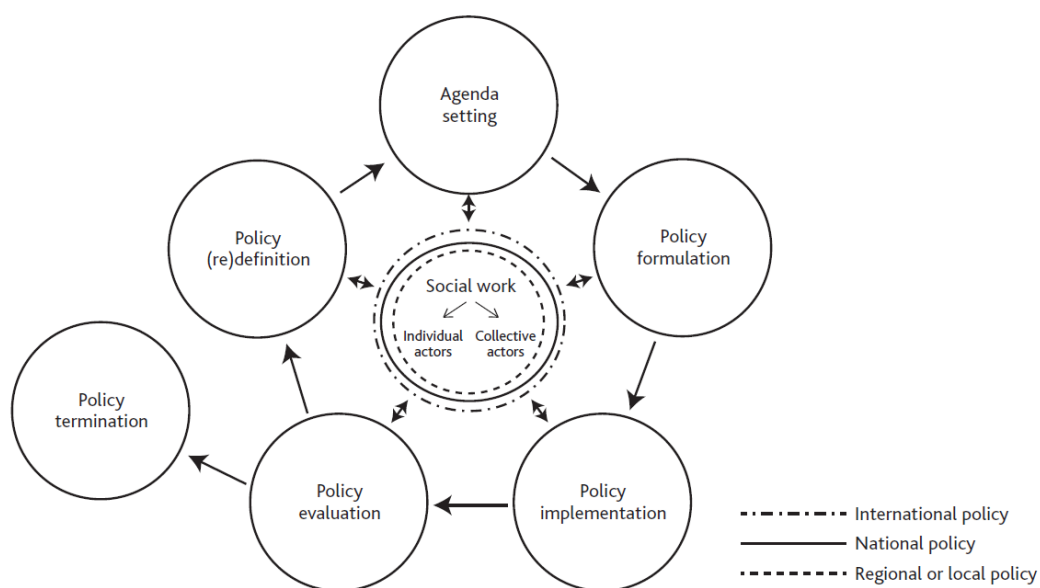 Agenda
setting
Policy
(re)definition
Policy
formulation
Social work
Individual
actors
Collective
actors
Policy
termination
Policy
evaluation
Policy
implementation
International policy
National policy
Regional or local policy